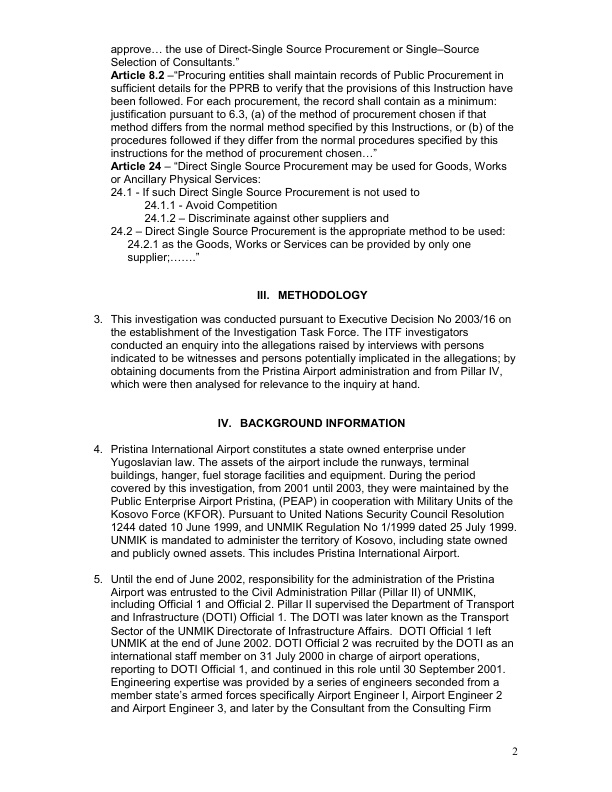 approve… the use of Direct-Single Source Procurement or Single–Source
Selection of Consultants.”
Article 8.2 –“Procuring entities shall maintain records of Public Procurement in
sufficient details for the PPRB to verify that the provisions of this Instruction have
been followed. For each procurement, the record shall contain as a minimum:
justification pursuant to 6.3, (a) of the method of procurement chosen if that
method differs from the normal method specified by this Instructions, or (b) of the
procedures followed if they differ from the normal procedures specified by this
instructions for the method of procurement chosen…”
Article 24 – “Direct Single Source Procurement may be used for Goods, Works
or Ancillary Physical Services:
24.1 - If such Direct Single Source Procurement is not used to
24.1.1 - Avoid Competition
24.1.2 – Discriminate against other suppliers and
24.2 – Direct Single Source Procurement is the appropriate method to be used:
24.2.1 as the Goods, Works or Services can be provided by only one
supplier;…….”
III. METHODOLOGY
3. This investigation was conducted pursuant to Executive Decision No 2003/16 on
the establishment of the Investigation Task Force. The ITF investigators
conducted an enquiry into the allegations raised by interviews with persons
indicated to be witnesses and persons potentially implicated in the allegations; by
obtaining documents from the Pristina Airport administration and from Pillar IV,
which were then analysed for relevance to the inquiry at hand.
IV. BACKGROUND INFORMATION
4. Pristina International Airport constitutes a state owned enterprise under
Yugoslavian law. The assets of the airport include the runways, terminal
buildings, hanger, fuel storage facilities and equipment. During the period
covered by this investigation, from 2001 until 2003, they were maintained by the
Public Enterprise Airport Pristina, (PEAP) in cooperation with Military Units of the
Kosovo Force (KFOR). Pursuant to United Nations Security Council Resolution
1244 dated 10 June 1999, and UNMIK Regulation No 1/1999 dated 25 July 1999.
UNMIK is mandated to administer the territory of Kosovo, including state owned
and publicly owned assets. This includes Pristina International Airport.
5. Until the end of June 2002, responsibility for the administration of the Pristina
Airport was entrusted to the Civil Administration Pillar (Pillar II) of UNMIK,
including Official 1 and Official 2. Pillar II supervised the Department of Transport
and Infrastructure (DOTI) Official 1. The DOTI was later known as the Transport
Sector of the UNMIK Directorate of Infrastructure Affairs. DOTI Official 1 left
UNMIK at the end of June 2002. DOTI Official 2 was recruited by the DOTI as an
international staff member on 31 July 2000 in charge of airport operations,
reporting to DOTI Official 1, and continued in this role until 30 September 2001.
Engineering expertise was provided by a series of engineers seconded from a
member state’s armed forces specifically Airport Engineer I, Airport Engineer 2
and Airport Engineer 3, and later by the Consultant from the Consulting Firm
2